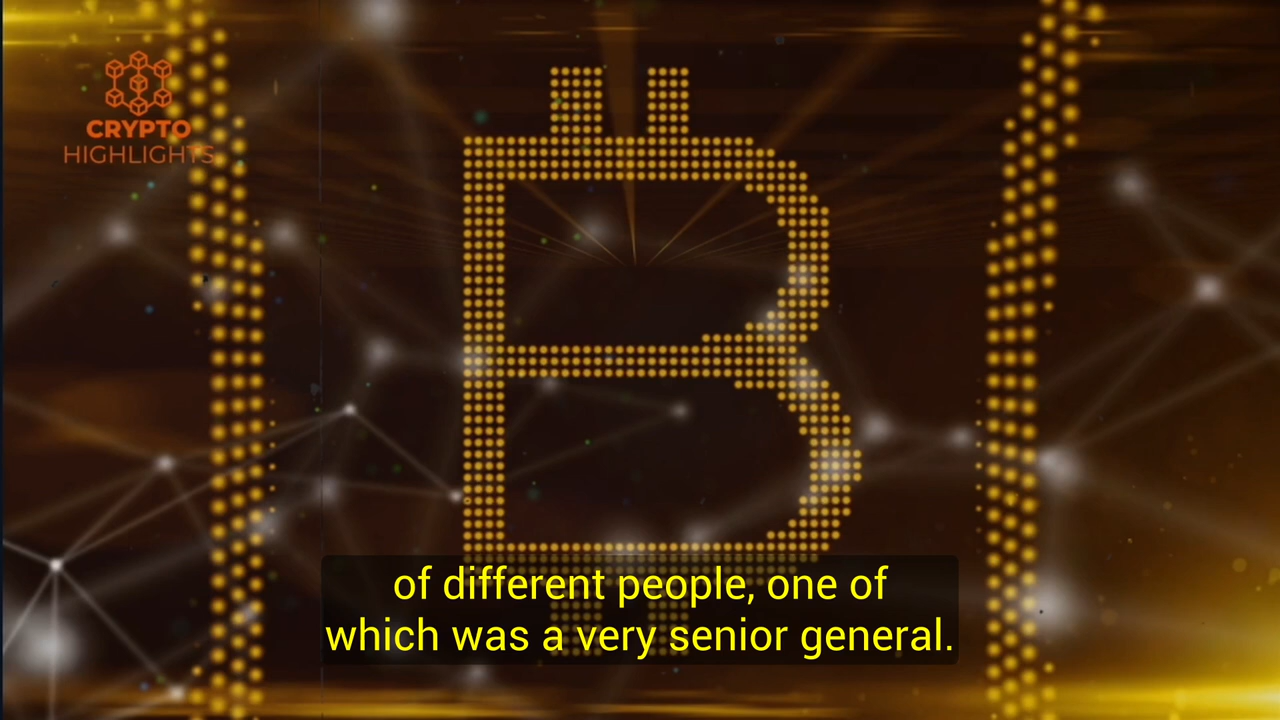 CRYPTO
HIGHLIGHTS
of different people, one of
which was a very senior general.